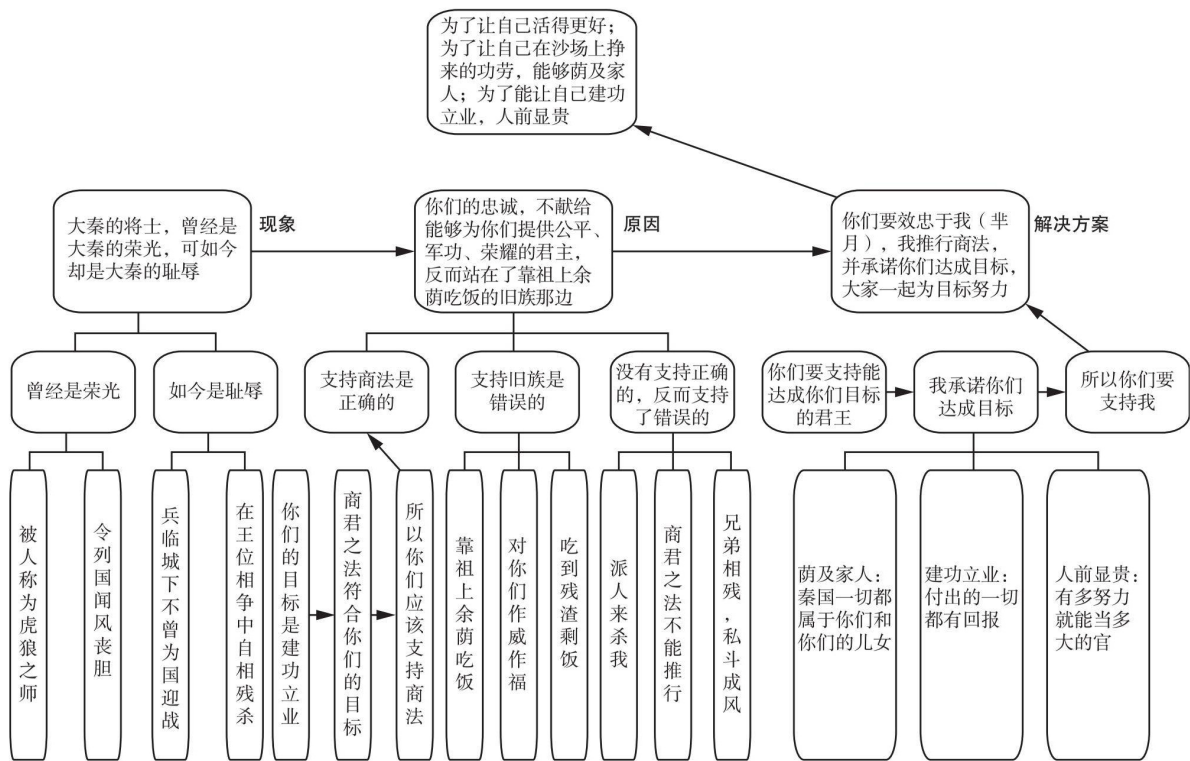 为了让自己活得更好；
为了让自己在沙场上挣
来的功劳，能够荫及家
人；为了能让自己建功
立业，人前显贵
大秦的将士，曾经是
大秦的荣光，可如今
却是大秦的耻辱
现象
你们的忠诚，不献给
能够为你们提供公平、
军功、荣耀的君主，
反而站在了靠祖上余
荫吃饭的旧族那边
原因
你们要效忠于我（芈
月），我推行商法，
并承诺你们达成目标，
大家一起为目标努力
解决方案
曾经是荣光
如今是耻辱
支持商法是
正确的
支持旧族是
错误的
没有支持正确
的，反而支持
了错误的
你们要支持能
达成你们目标
的君王
我承诺你们
达成目标
所以你们要
支持我
被人称为虎狼之师
令列国闻风丧胆
兵临城下不曾为国迎战
在王位相争中自相残杀
你们的目标是建功立业
商君之法符合你们的目标
所以你们应该支持商法
靠祖上余荫吃饭
对你们作威作福
吃到残渣剩饭
派人来杀我
商君之法不能推行
兄弟相残，私斗成风
荫及家人：
秦国一切都
属于你们和
你们的儿女
建功立业：
付出的一切
都有回报
人前显贵：
有多努力
就能当多
大的官